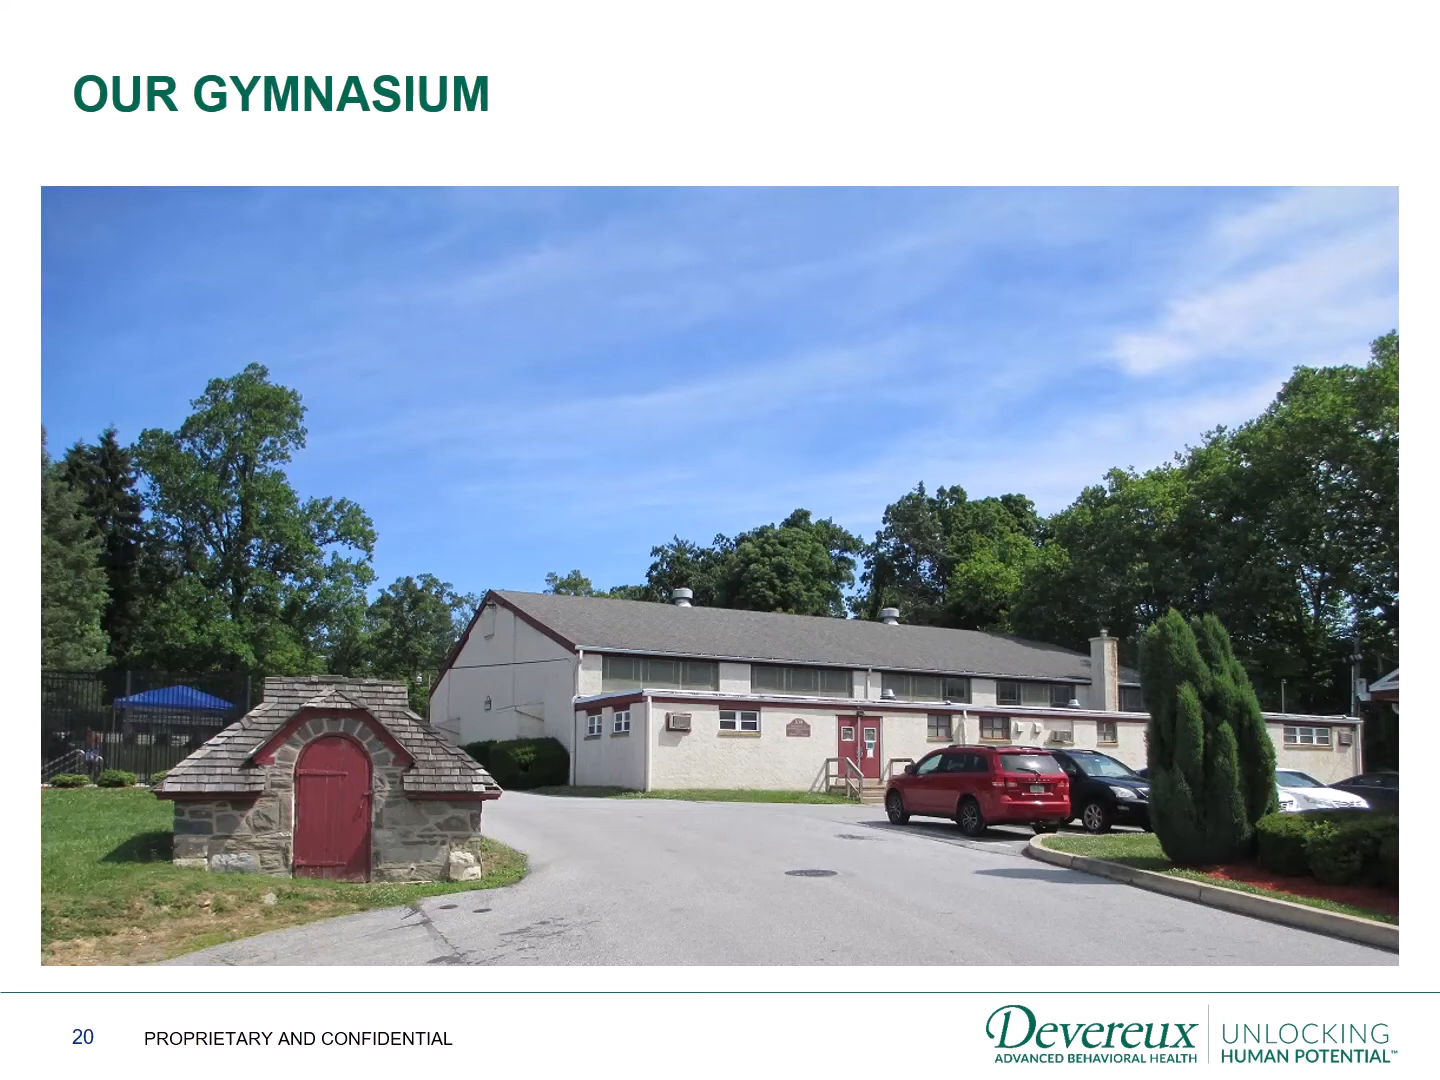 OUR GYMNASIUM
20 PROPRIETARY AND CONFIDENTIAL
Devereux
ADVANCED BEHAVIORAL HEALTH
UNLOCKING
HUMAN POTENTIAL™